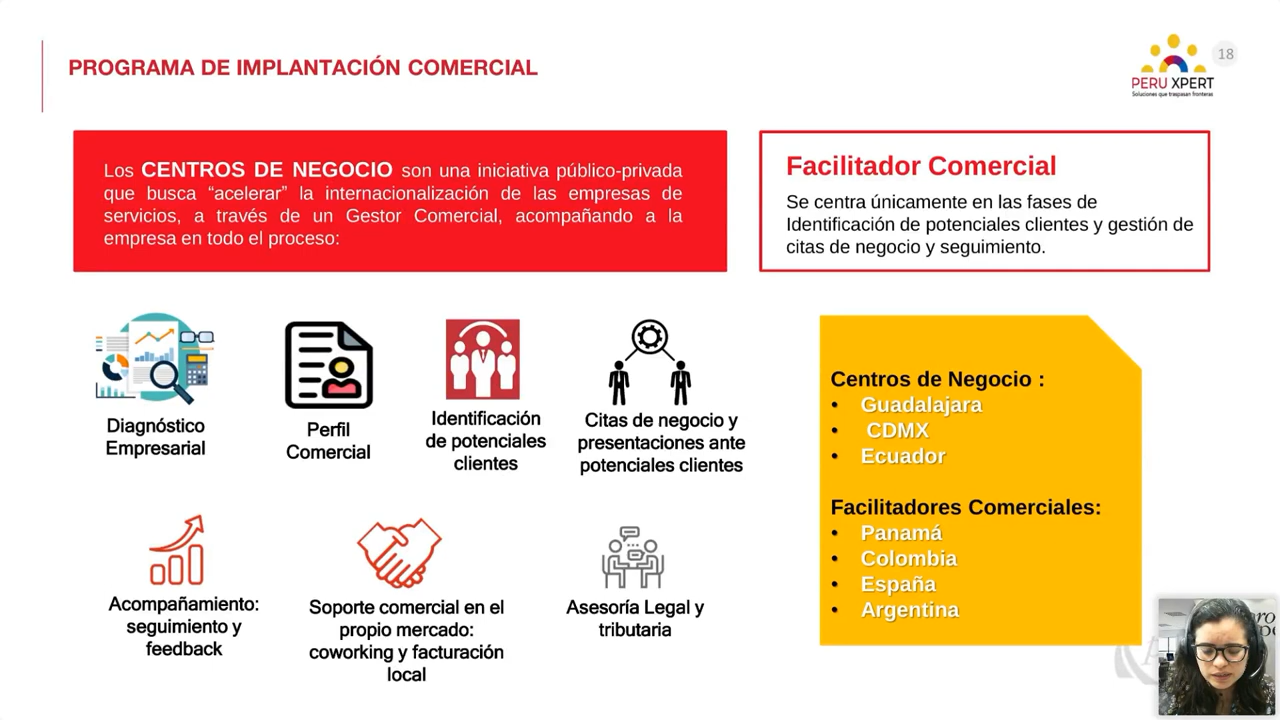 PROGRAMA DE IMPLANTACIÓN COMERCIAL
PERU XPERT
Soluciones que traspasan fronteras
18
Los CENTROS DE NEGOCIO son una iniciativa público-privada
que busca “acelerar” la internacionalización de las empresas de
servicios, a través de un Gestor Comercial, acompañando a la
empresa en todo el proceso:
Facilitador Comercial
Se centra únicamente en las fases de
Identificación de potenciales clientes y gestión de
citas de negocio y seguimiento.
Diagnóstico
Empresarial
Perfil
Comercial
Identificación
de potenciales
clientes
Citas de negocio y
presentaciones ante
potenciales clientes
Acompañamiento:
seguimiento y
feedback
Soporte comercial en el
propio mercado:
coworking y facturación
local
Asesoría Legal y
tributaria
Centros de Negocio :
• Guadalajara
• CDMX
• Ecuador
Facilitadores Comerciales:
• Panamá
• Colombia
• España
• Argentina